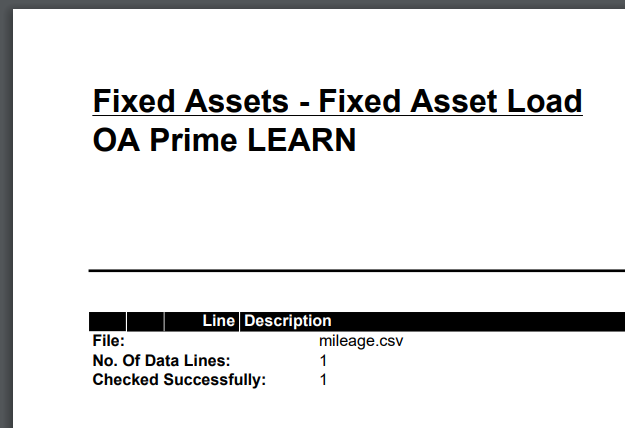 Fixed Assets - Fixed Asset Load
OA Prime LEARN
Line Description
File: mileage.csv
No. Of Data Lines: 1
Checked Successfully: 1